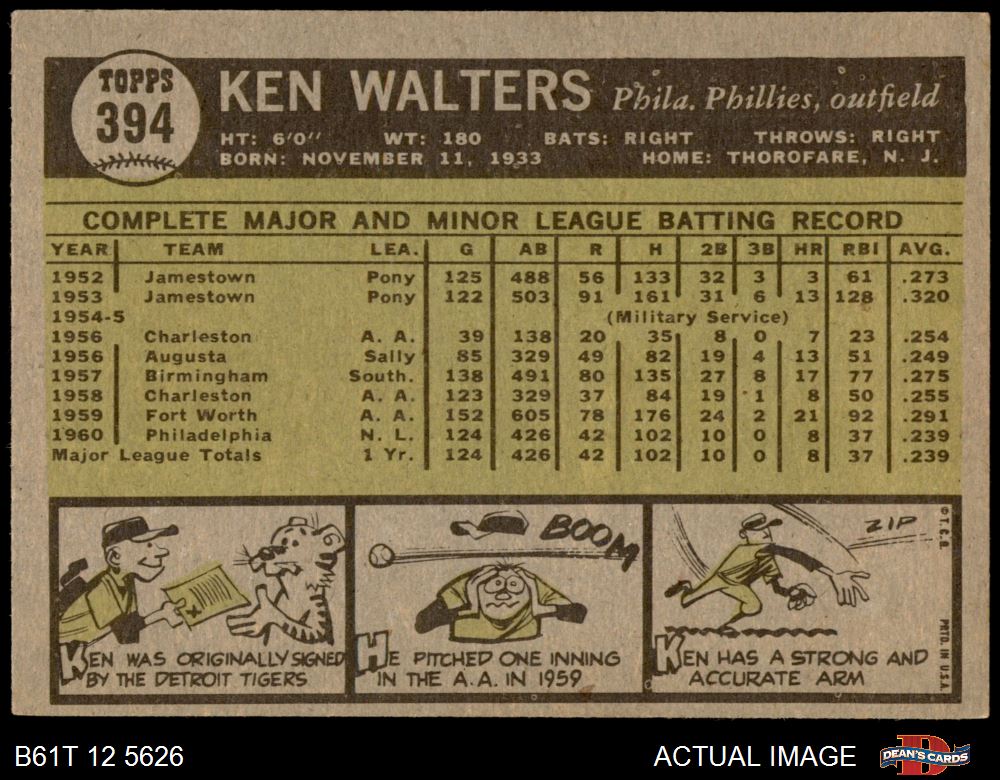 TOPPS
394
KEN WALTERS Phila. Phillies, outfield
HT: 6'0" WT: 180 BATS: RIGHT THROWS: RIGHT
BORN: NOVEMBER 11, 1933 HOME: THOROFARE, N. J.
COMPLETE MAJOR AND MINOR LEAGUE BATTING RECORD
YEAR TEAM LEA. G AB R H 2B 3B HR RBI AVG.
1952 Jamestown Pony 125 488 56 133 32 3 3 61 .273
1953 Jamestown Pony 122 503 91 161 31 6 13 128 .320
1954-5 (Military Service)
1956 Charleston A. A. 39 138 20 35 8 0 7 23 .254
1956 Augusta Sally 85 329 49 82 19 4 13 51 .249
1957 Birmingham South. 138 491 80 135 27 8 17 77 .275
1958 Charleston A. A. 123 329 37 84 19 1 8 50 .255
1959 Fort Worth A. A. 152 605 78 176 24 2 21 92 .291
1960 Philadelphia N. L. 124 426 42 102 10 0 8 37 .239
Major League Totals 1 Yr. 124 426 42 102 10 0 8 37 .239
KEN WAS ORIGINALLY SIGNED
BY THE DETROIT TIGERS
BOOM
HE PITCHED ONE INNING
IN THE A.A. IN 1959
ZIP
KEN HAS A STRONG AND
ACCURATE ARM
© T.C.G. PRTD. IN U.S.A.
B61T 12 5626
ACTUAL IMAGE
DEAN'S CARDS